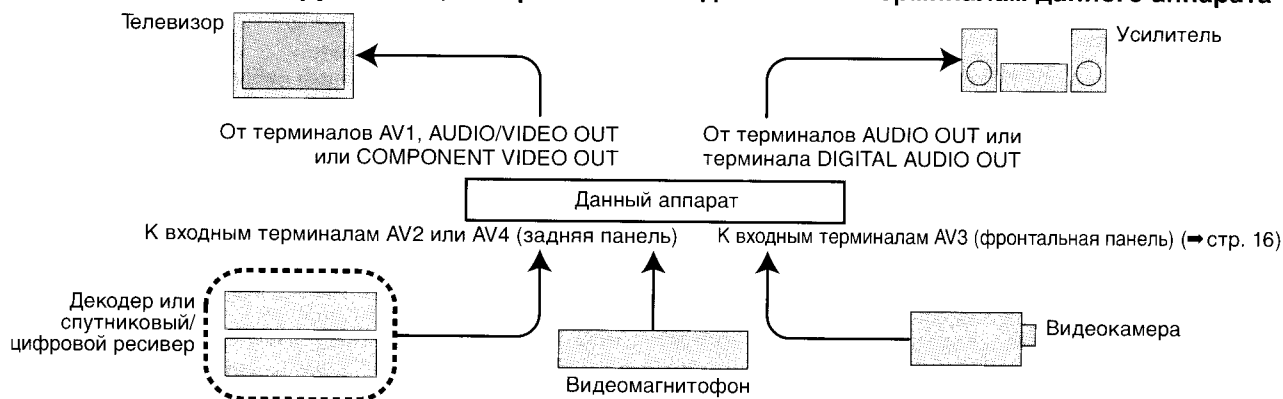 данного аппарата
Телевизор
Усилитель
От терминалов AV1, AUDIO/VIDEO OUT
или COMPONENT VIDEO OUT
От терминалов AUDIO OUT или
терминала DIGITAL AUDIO OUT
Данный аппарат
К входным терминалам AV2 или AV4 (задняя панель)
К входным терминалам AV3 (фронтальная панель) (➡стр. 16)
Декодер или
спутниковый/
цифровой ресивер
Видеомагнитофон
Видеокамера